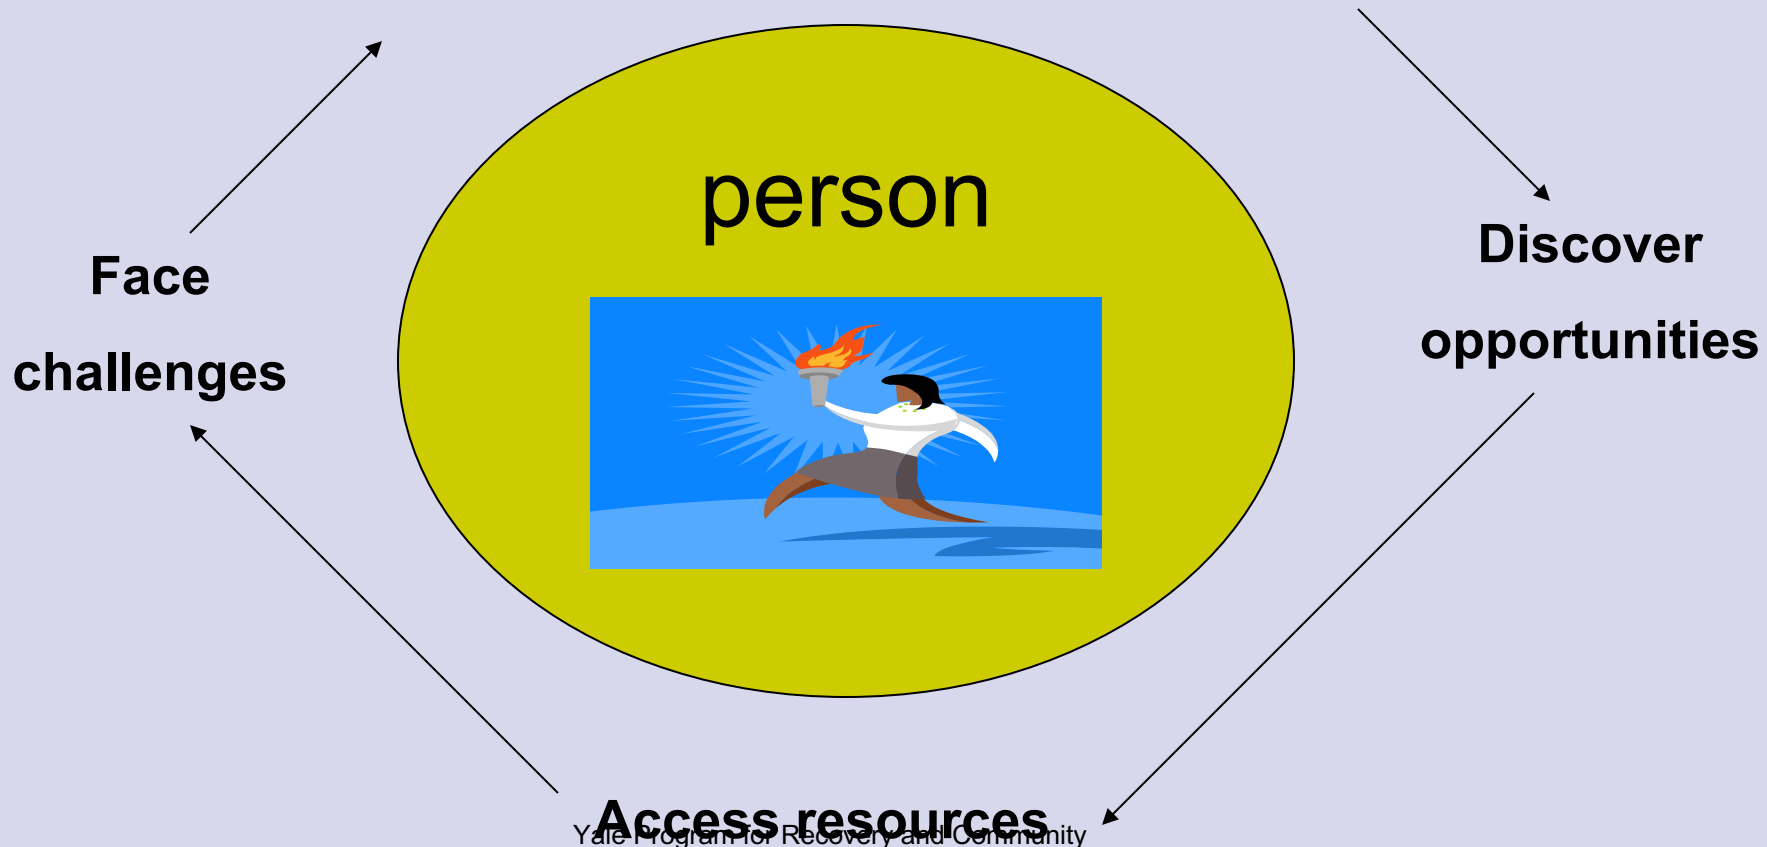 person
Discover
opportunities
Face
challenges
Access resources
Yale Program for Recovery and Community